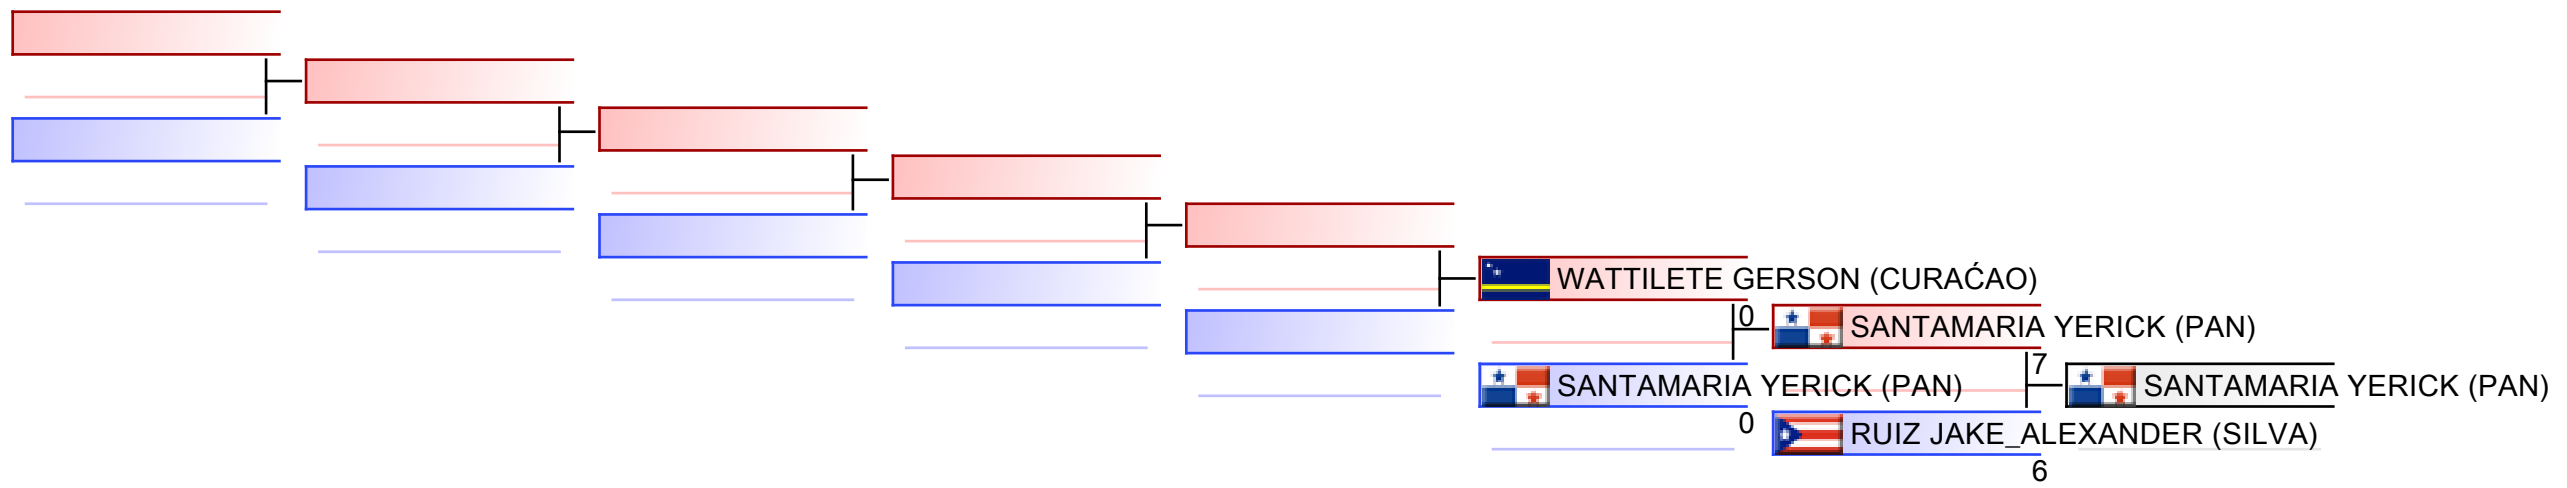 WATTILETE GERSON (CURAĆAO)
0
SANTAMARIA YERICK (PAN)
0
SANTAMARIA YERICK (PAN)
7
RUIZ JAKE_ALEXANDER (SILVA)
6
SANTAMARIA YERICK (PAN)